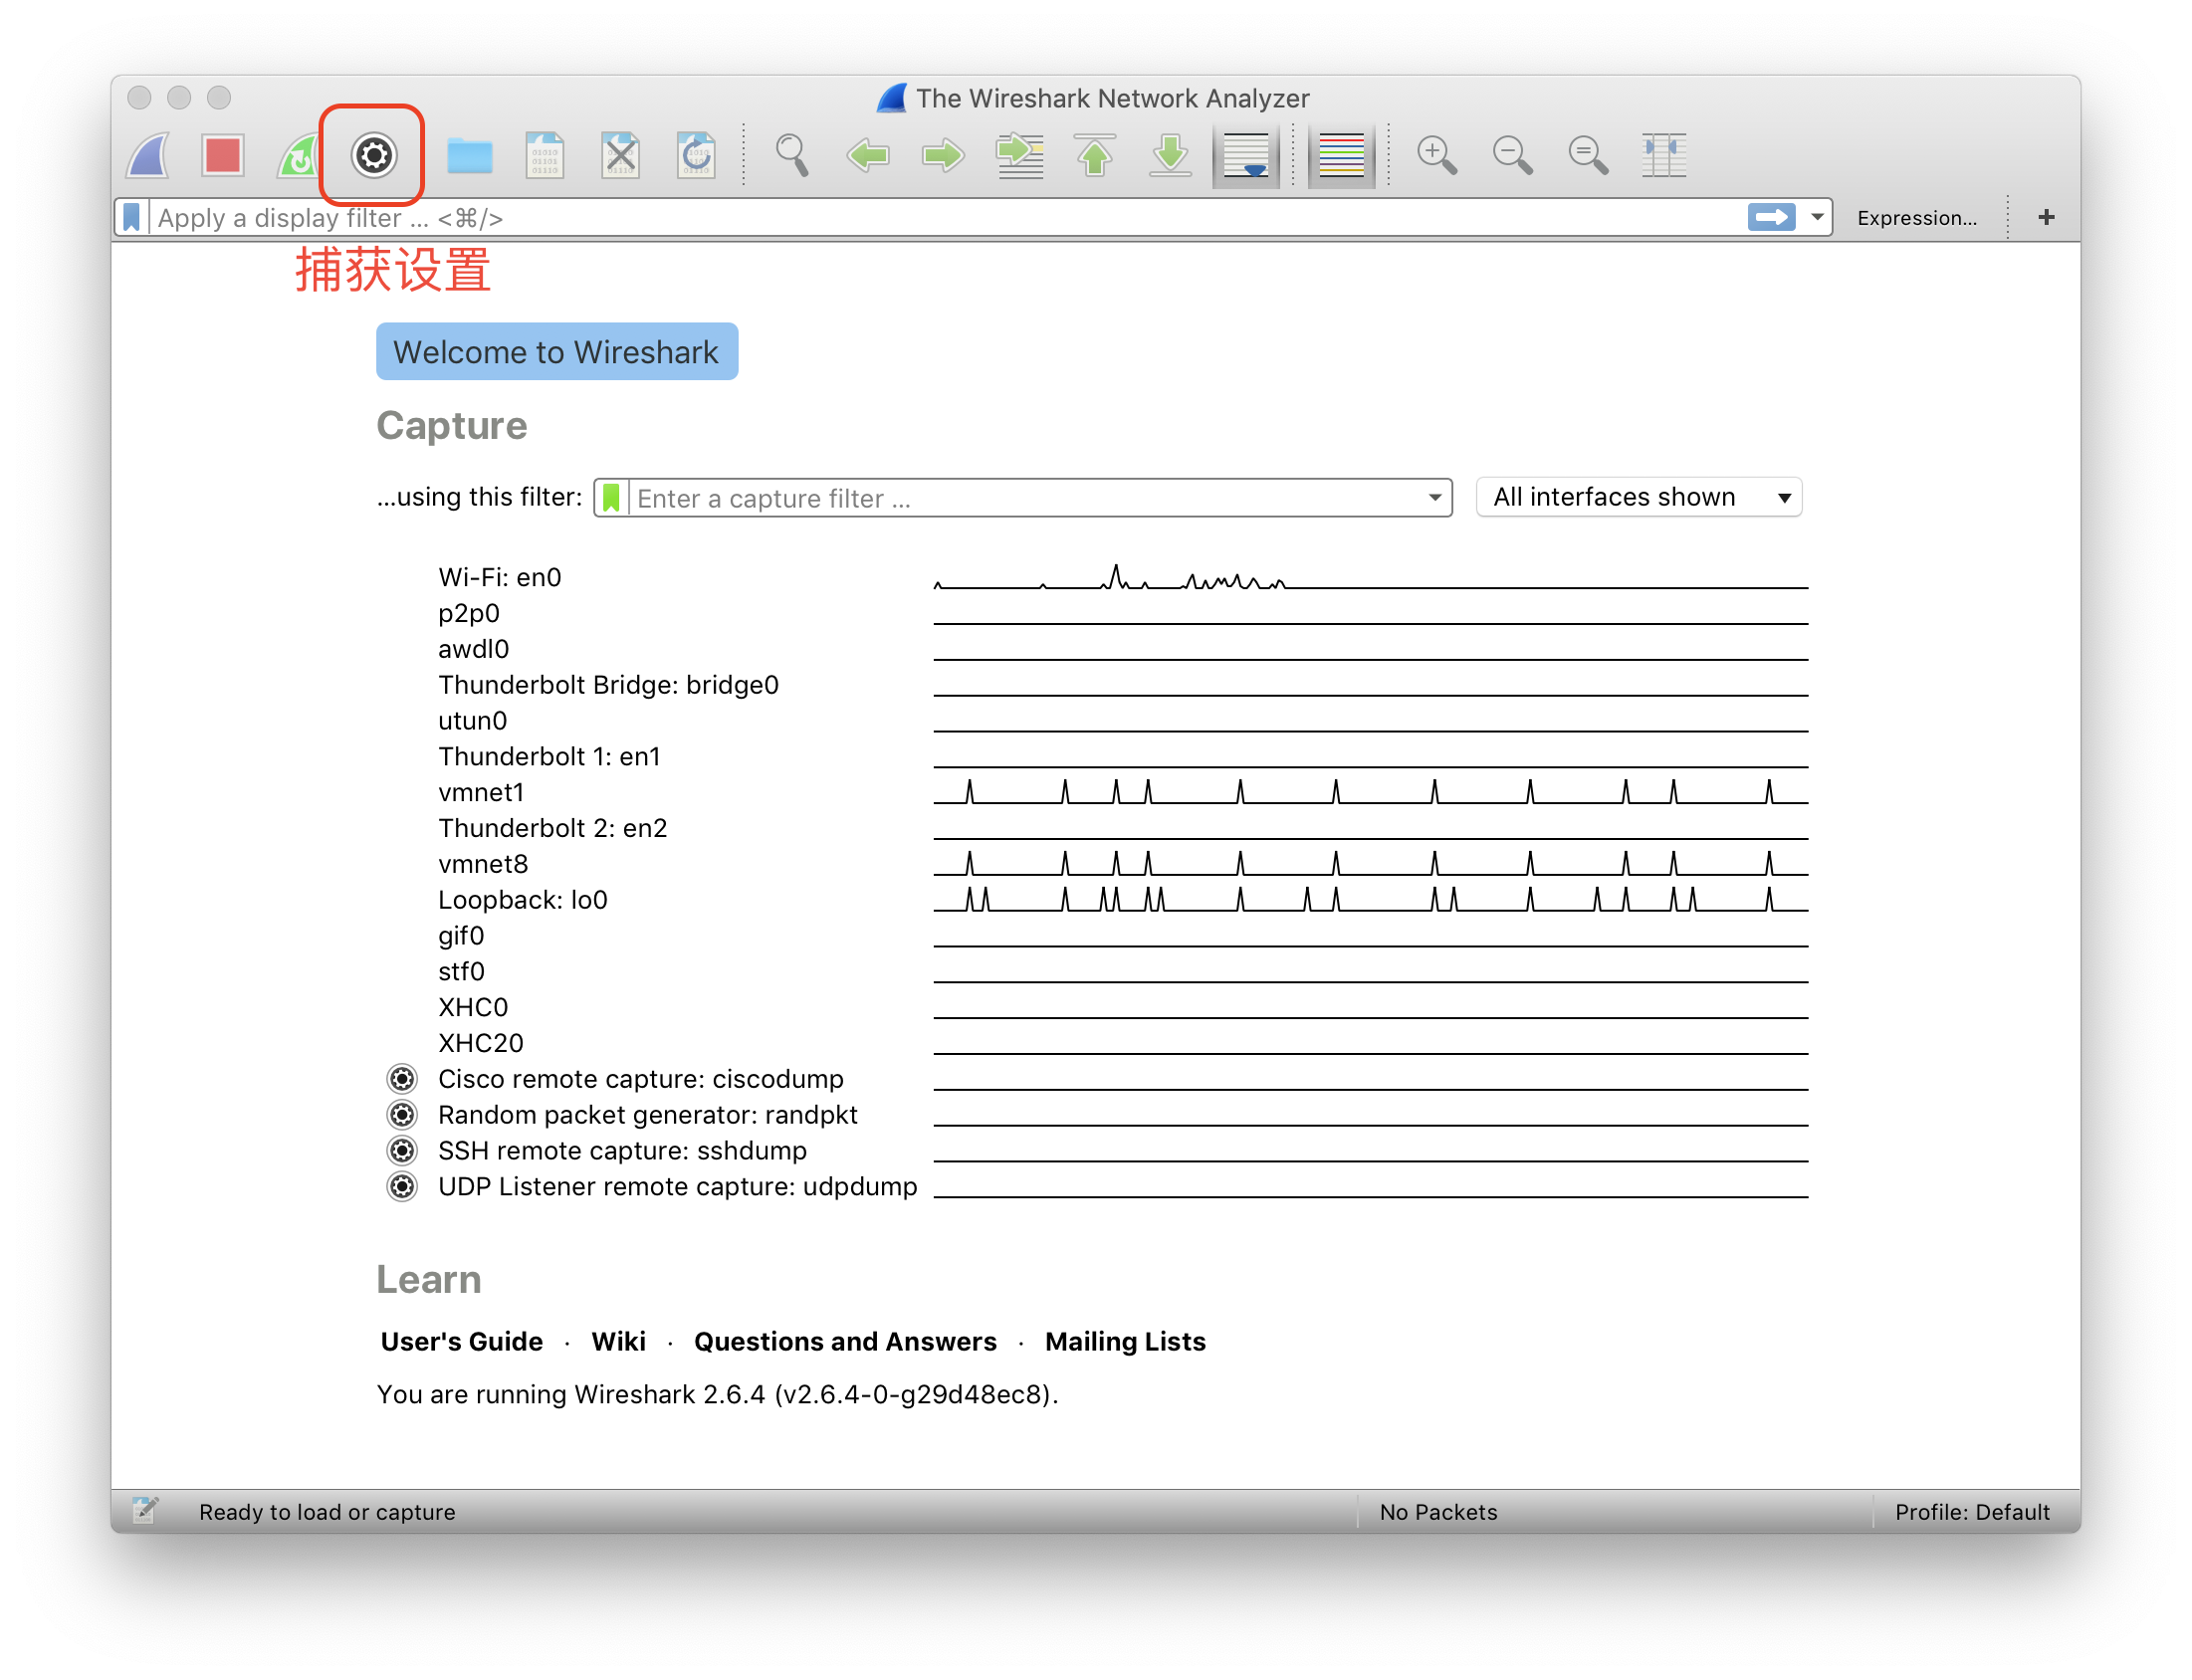 The Wireshark Network Analyzer
Apply a display filter ... <⌘/>
Expression... +
捕获设置
Welcome to Wireshark
Capture
...using this filter: Enter a capture filter ... All interfaces shown
Wi-Fi: en0
p2p0
awdl0
Thunderbolt Bridge: bridge0
utun0
Thunderbolt 1: en1
vmnet1
Thunderbolt 2: en2
vmnet8
Loopback: lo0
gif0
stf0
XHC0
XHC20
Cisco remote capture: ciscodump
Random packet generator: randpkt
SSH remote capture: sshdump
UDP Listener remote capture: udpdump
Learn
User's Guide · Wiki · Questions and Answers · Mailing Lists
You are running Wireshark 2.6.4 (v2.6.4-0-g29d48ec8).
Ready to load or capture No Packets Profile: Default